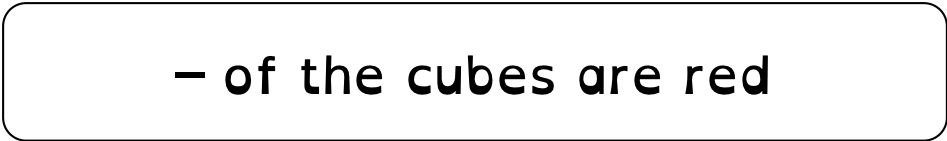 – of the cubes are red